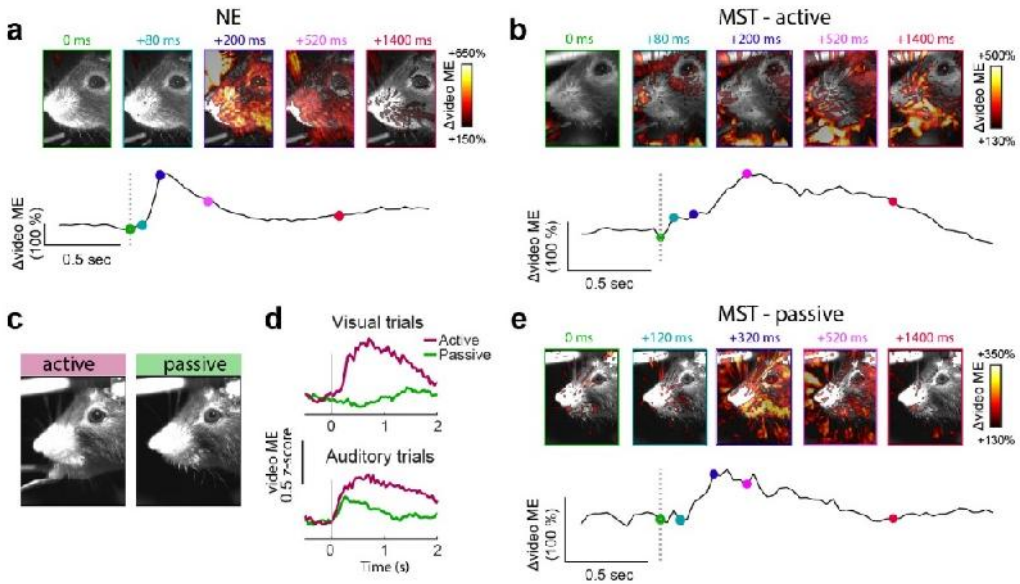 a
NE
0 ms
+80 ms
+200 ms
+520 ms
+1400 ms
+650%
Δvideo ME
+150%
Δvideo ME
(100 %)
0.5 sec
b
MST - active
0 ms
+80 ms
+200 ms
+520 ms
+1400 ms
+500%
Δvideo ME
+130%
Δvideo ME
(100 %)
0.5 sec
c
active
passive
d
Visual trials
Active
Passive
0
1
2
video ME
0.5 z-score
Auditory trials
0
1
2
Time (s)
e
MST - passive
0 ms
+120 ms
+320 ms
+520 ms
+1400 ms
+350%
Δvideo ME
+130%
Δvideo ME
(100 %)
0.5 sec